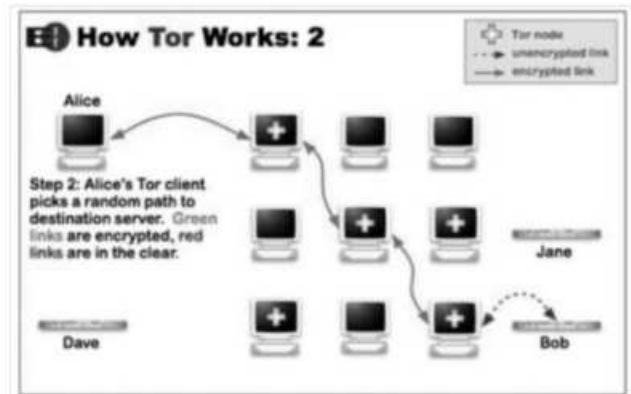 How Tor Works: 2
Tor node
unencrypted link
encrypted link
Alice
Step 2: Alice's Tor client
picks a random path to
destination server. Green
links are encrypted, red
links are in the clear.
Jane
Dave
Bob